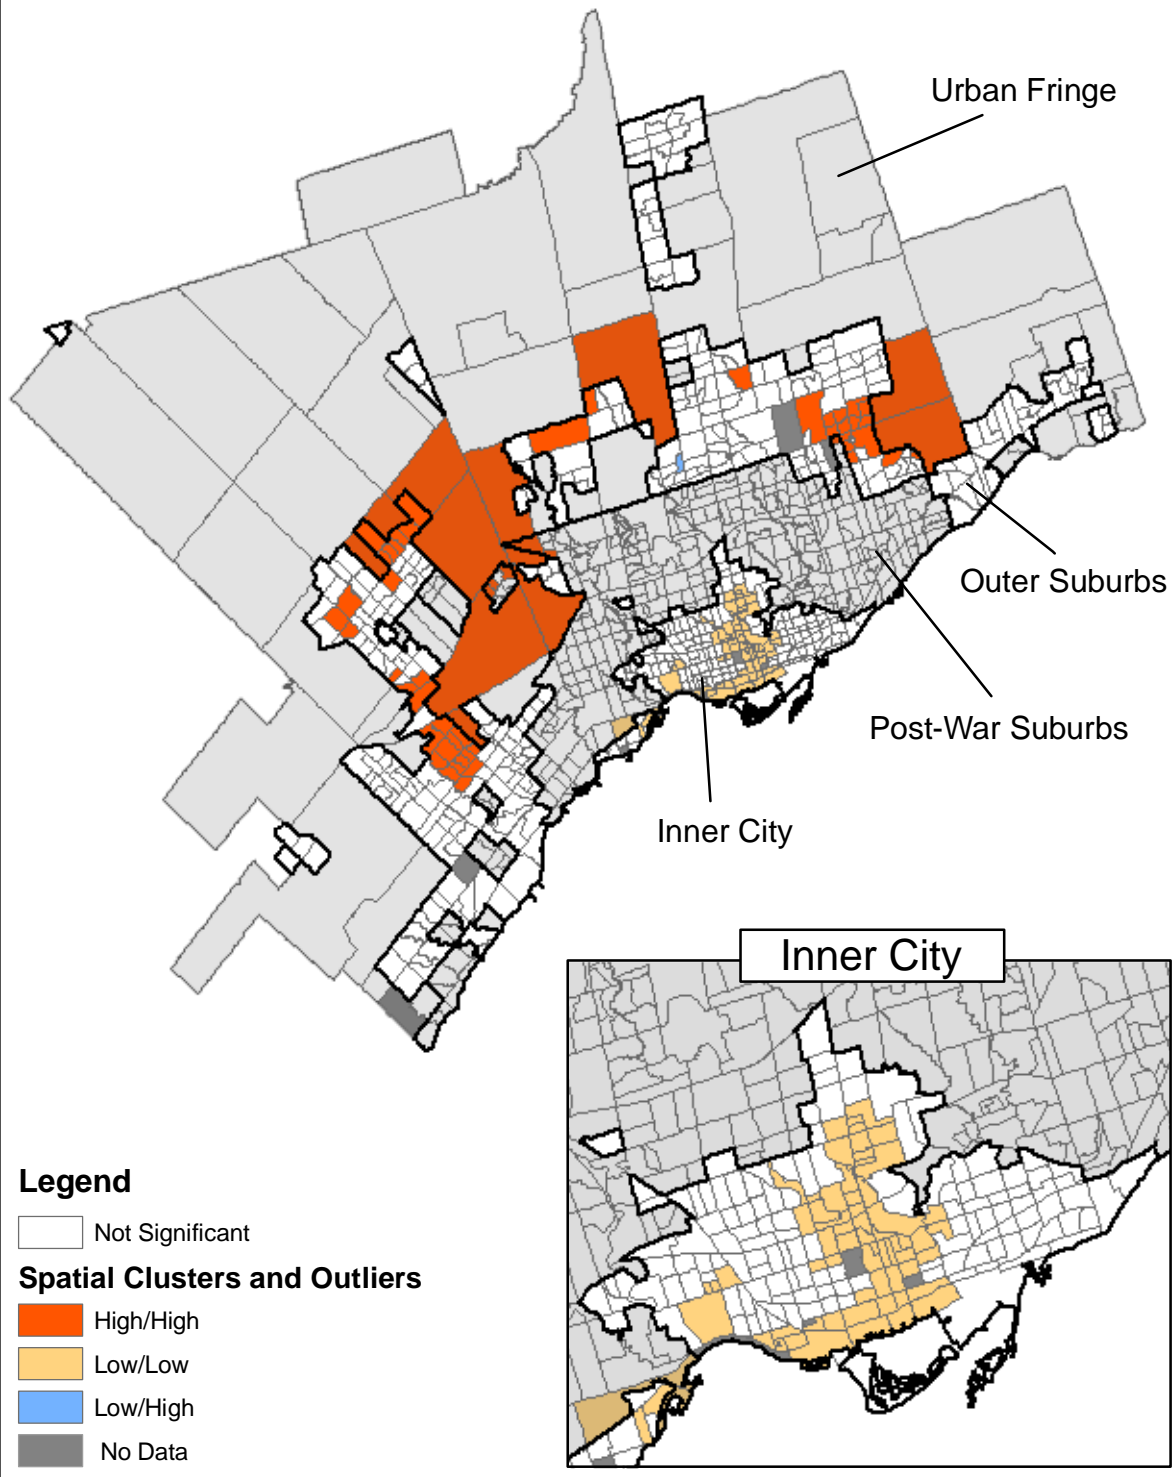 Urban Fringe
Outer Suburbs
Post-War Suburbs
Inner City
Inner City
Legend
Not Significant
Spatial Clusters and Outliers
High/High
Low/Low
Low/High
No Data